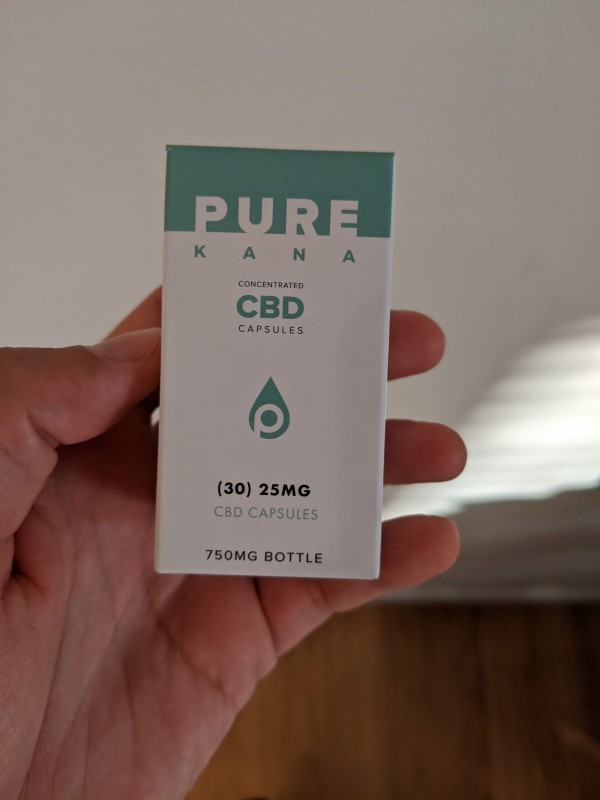 PURE
KANA
CONCENTRATED
CBD
CAPSULES
(30) 25MG
CBD CAPSULES
750MG BOTTLE